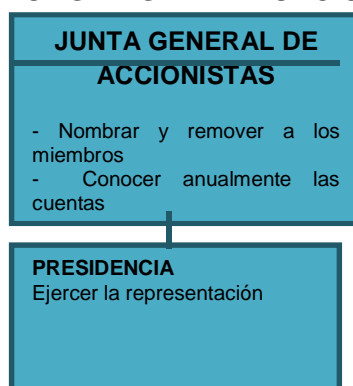 JUNTA GENERAL DE
ACCIONISTAS
- Nombrar y remover a los
miembros
- Conocer anualmente las
cuentas
PRESIDENCIA
Ejercer la representación